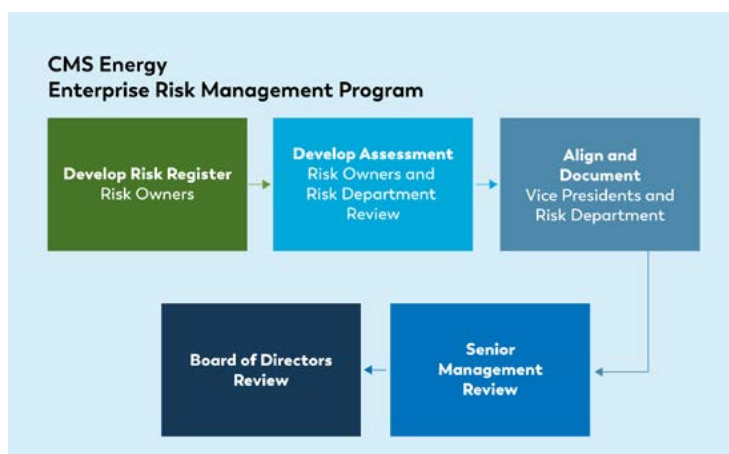 CMS Energy
Enterprise Risk Management Program
Develop Risk Register
Risk Owners
Develop Assessment
Risk Owners and
Risk Department
Review
Align and
Document
Vice Presidents and
Risk Department
Senior
Management
Review
Board of Directors
Review